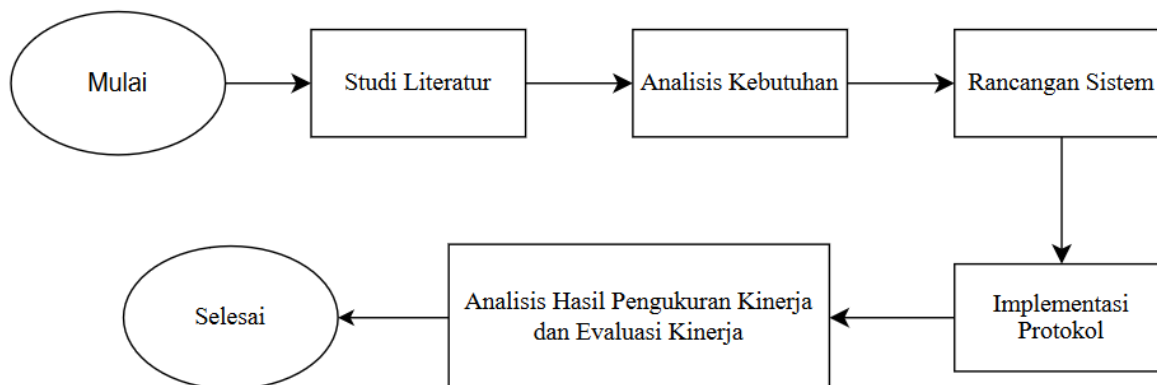 Mulai
Studi Literatur
Analisis Kebutuhan
Rancangan Sistem
Implementasi
Protokol
Analisis Hasil Pengukuran Kinerja
dan Evaluasi Kinerja
Selesai